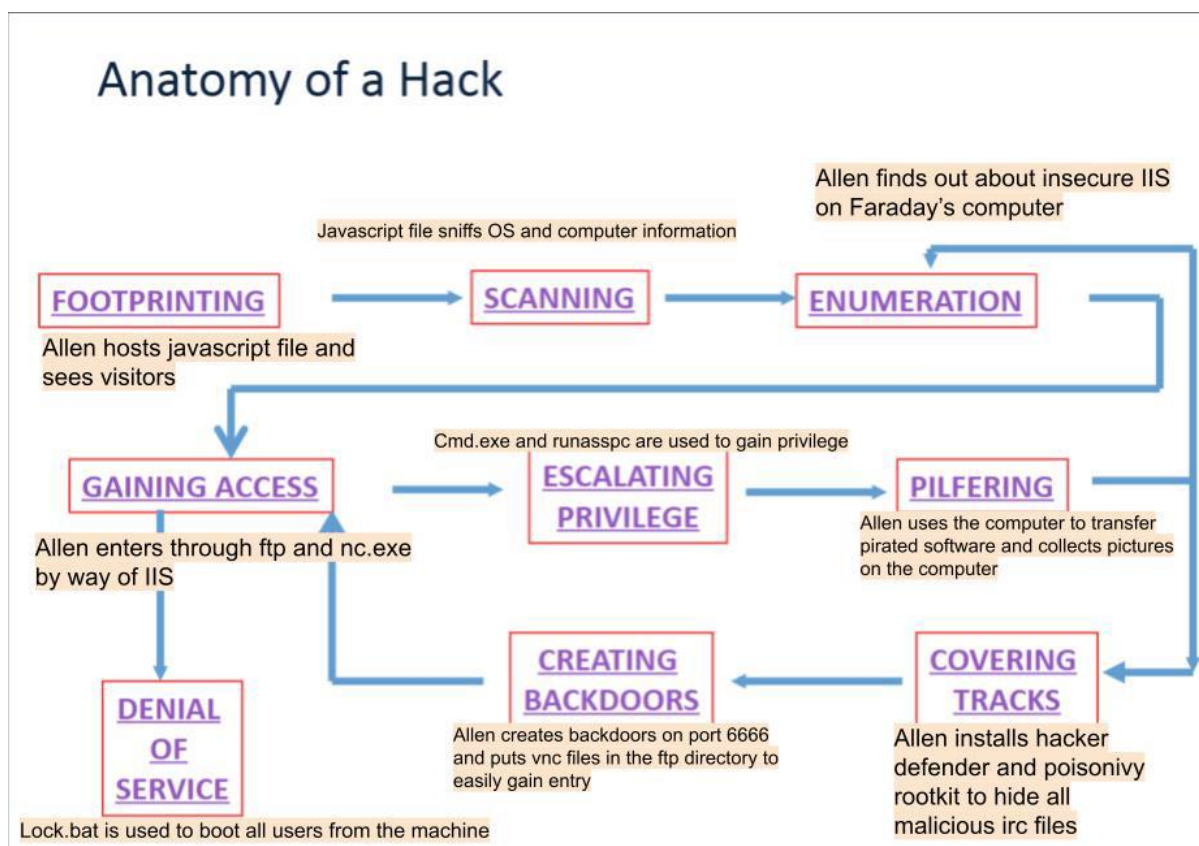 Anatomy of a Hack
Allen finds out about insecure IIS
on Faraday's computer
Javascript file sniffs OS and computer information
FOOTPRINTING
SCANNING
ENUMERATION
Allen hosts javascript file and
sees visitors
Cmd.exe and runasspc are used to gain privilege
GAINING ACCESS
ESCALATING
PRIVILEGE
PILFERING
Allen enters through ftp and nc.exe
by way of IIS
Allen uses the computer to transfer
pirated software and collects pictures
on the computer
CREATING
BACKDOORS
COVERING
TRACKS
DENIAL
OF
SERVICE
Allen creates backdoors on port 6666
and puts vnc files in the ftp directory to
easily gain entry
Allen installs hacker
defender and poisonivy
rootkit to hide all
malicious irc files
Lock.bat is used to boot all users from the machine